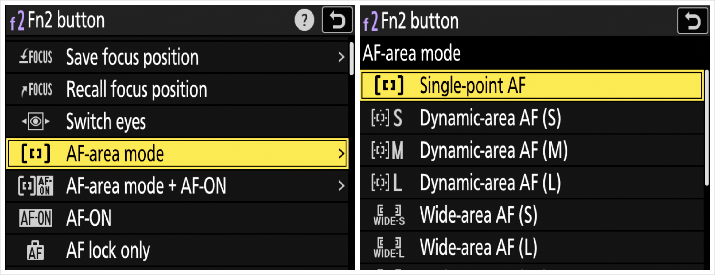 f2 Fn2 button ?
FOCUS Save focus position
FOCUS Recall focus position
Switch eyes
AF-area mode
AF-ON AF-area mode + AF-ON
AF-ON AF-ON
AF AF lock only
f2 Fn2 button
AF-area mode
Single-point AF
S Dynamic-area AF (S)
M Dynamic-area AF (M)
L Dynamic-area AF (L)
WIDE-S Wide-area AF (S)
WIDE-L Wide-area AF (L)